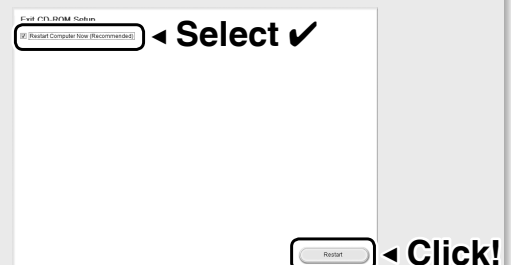 Exit CD-ROM Setup
Restart Computer Now (Recommended)
◄ Select ✔
Restart
◄ Click!